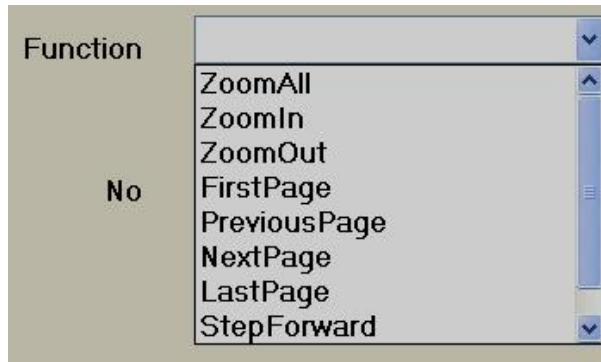 Function
ZoomAll
ZoomIn
ZoomOut
No
FirstPage
PreviousPage
NextPage
LastPage
StepForward